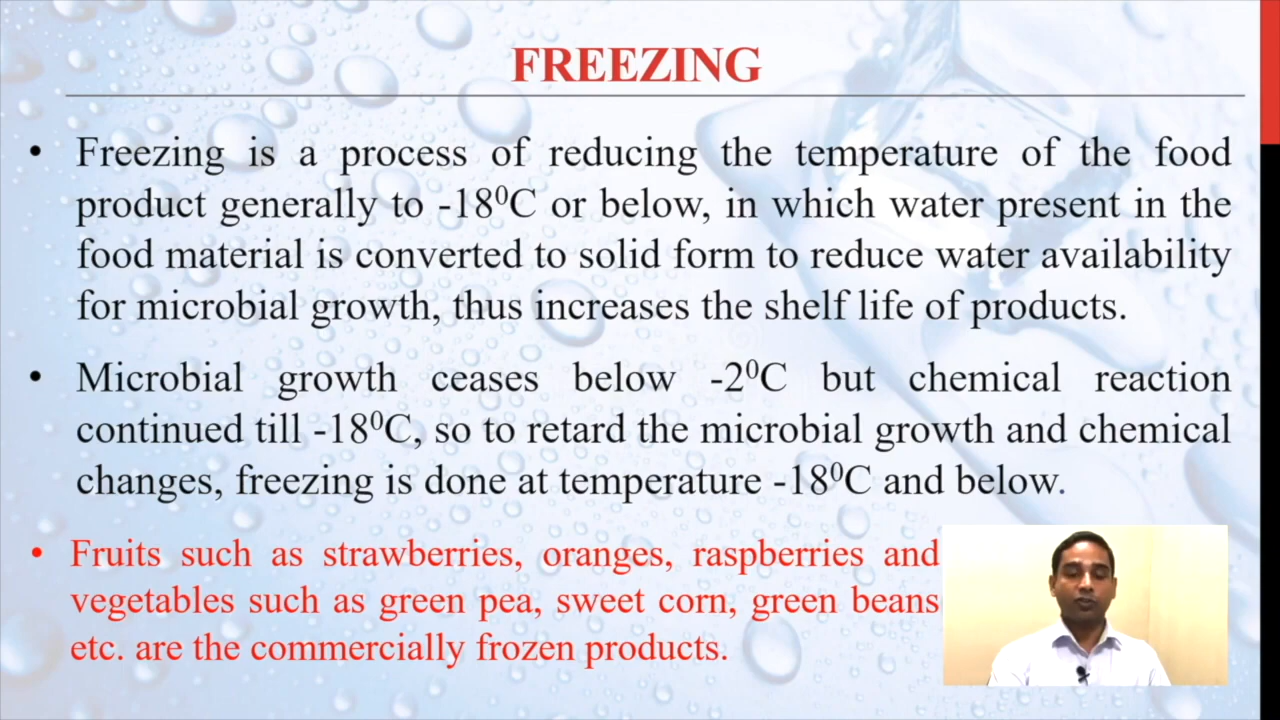 FREEZING
• Freezing is a process of reducing the temperature of the food
product generally to -18⁰C or below, in which water present in the
food material is converted to solid form to reduce water availability
for microbial growth, thus increases the shelf life of products.
• Microbial growth ceases below -2⁰C but chemical reaction
continued till -18⁰C, so to retard the microbial growth and chemical
changes, freezing is done at temperature -18⁰C and below.
• Fruits such as strawberries, oranges, raspberries and
vegetables such as green pea, sweet corn, green beans
etc. are the commercially frozen products.